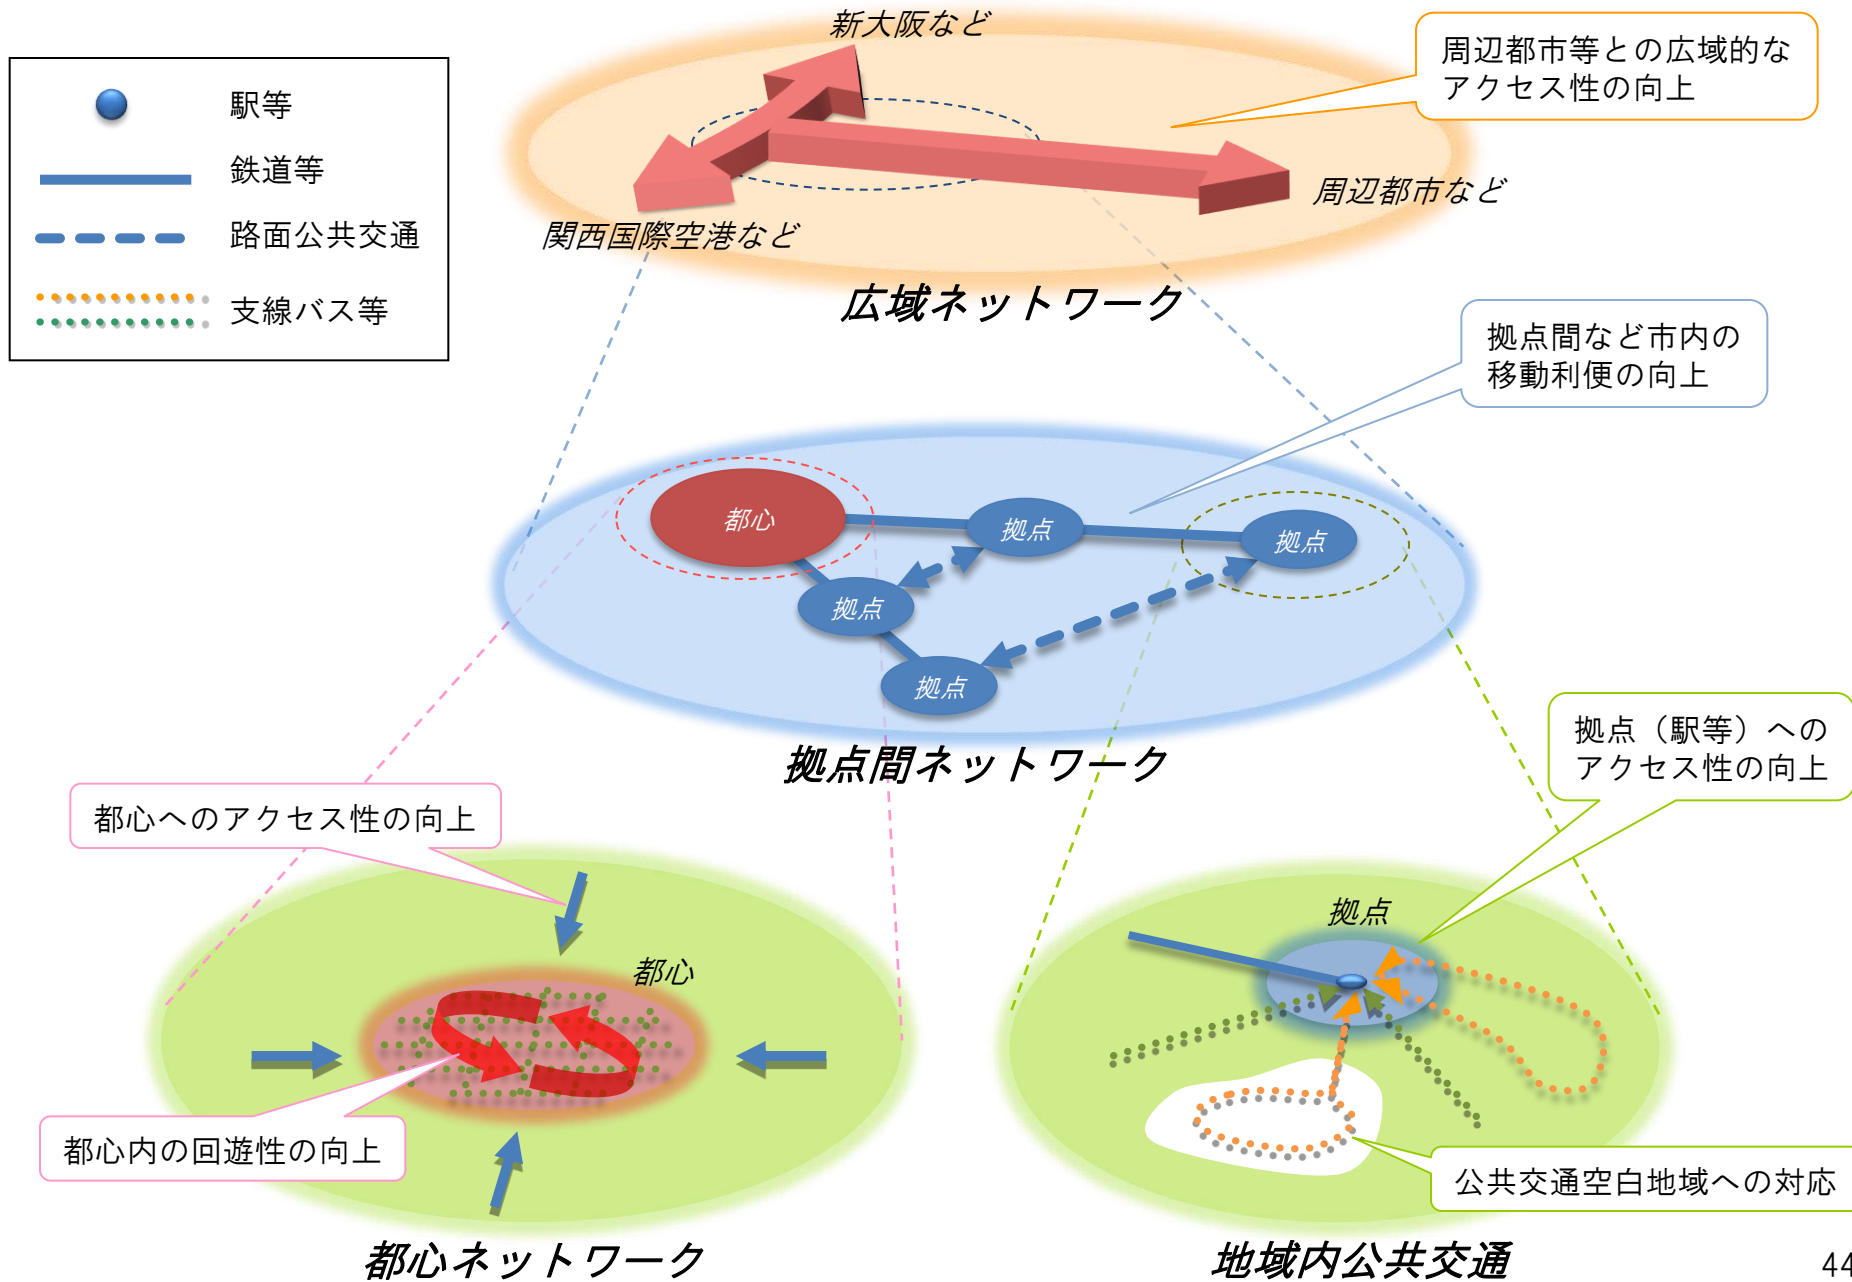 新大阪など
周辺都市等との広域的な
アクセス性の向上
駅等
鉄道等
路面公共交通
支線バス等
周辺都市など
関西国際空港など
広域ネットワーク
拠点間など市内の
移動利便の向上
都心
拠点
拠点
拠点
拠点
拠点間ネットワーク
拠点（駅等）への
アクセス性の向上
都心へのアクセス性の向上
都心
拠点
都心内の回遊性の向上
公共交通空白地域への対応
都心ネットワーク
地域内公共交通
44